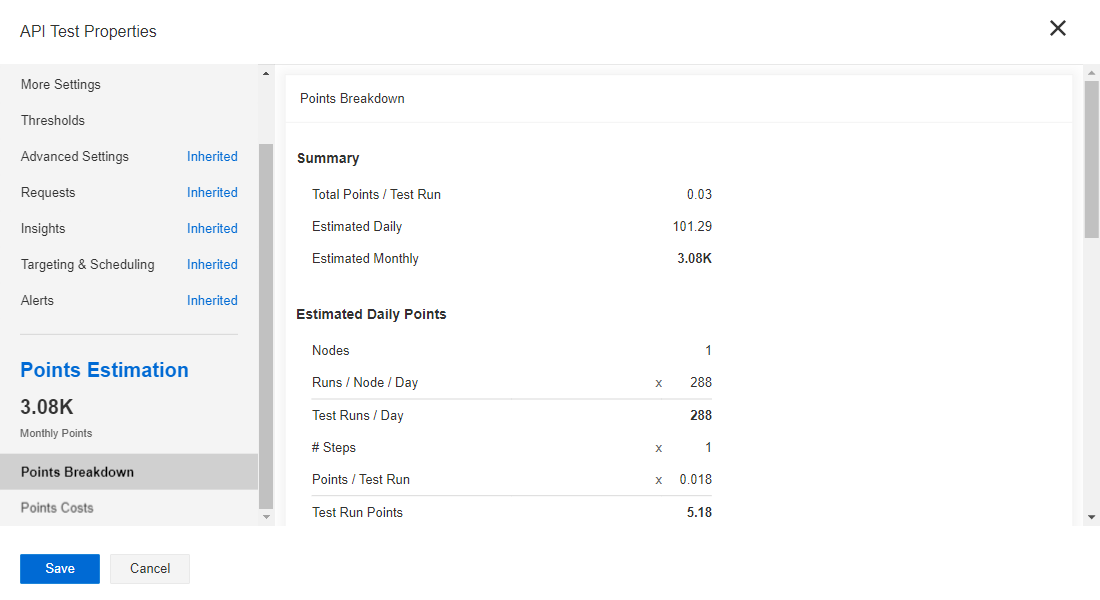 API Test Properties
More Settings
Thresholds
Advanced Settings Inherited
Requests Inherited
Insights Inherited
Targeting & Scheduling Inherited
Alerts Inherited
Points Estimation
3.08K
Monthly Points
Points Breakdown
Points Costs
Points Breakdown
Summary
Total Points / Test Run 0.03
Estimated Daily 101.29
Estimated Monthly 3.08K
Estimated Daily Points
Nodes 1
Runs / Node / Day x 288
Test Runs / Day 288
# Steps x 1
Points / Test Run x 0.018
Test Run Points 5.18
Save Cancel